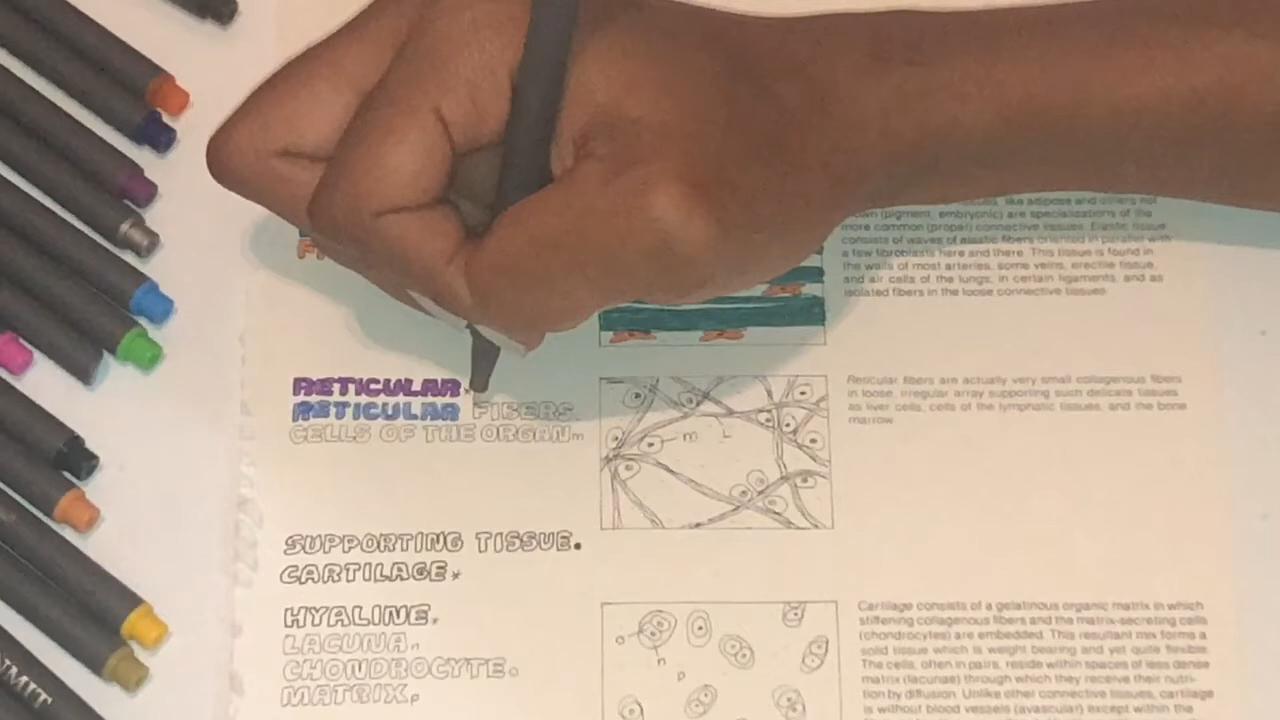 like adipose and others not
(pigment, embryonic) are specializations of the
more common (proper) connective tissues. Elastic tissue
consists of waves of elastic fibers oriented in parallel with
a few fibroblasts here and there. This tissue is found in
the walls of most arteries, some veins, erectile tissue,
and air cells of the lungs, in certain ligaments, and as
isolated fibers in the loose connective tissues.
RETICULAR*
RETICULAR FIBERS
CELLS OF THE ORGAN m
m
L
Reticular fibers are actually very small collagenous fibers
in loose, irregular array supporting such delicate tissues
as liver cells, cells of the lymphatic tissues, and the bone
marrow.
SUPPORTING TISSUE.
CARTILAGE*
HYALINE.
LACUNA n
CHONDROCYTE o
MATRIX p
o
n
p
Cartilage consists of a gelatinous organic matrix in which
stiffening collagenous fibers and the matrix-secreting cells
(chondrocytes) are embedded. This resultant mix forms a
solid tissue which is weight bearing and yet quite flexible.
The cells, often in pairs, reside within spaces of less dense
matrix (lacunae) through which they receive their nutri-
tion by diffusion. Unlike other connective tissues, cartilage
is without blood vessels (avascular) except within the